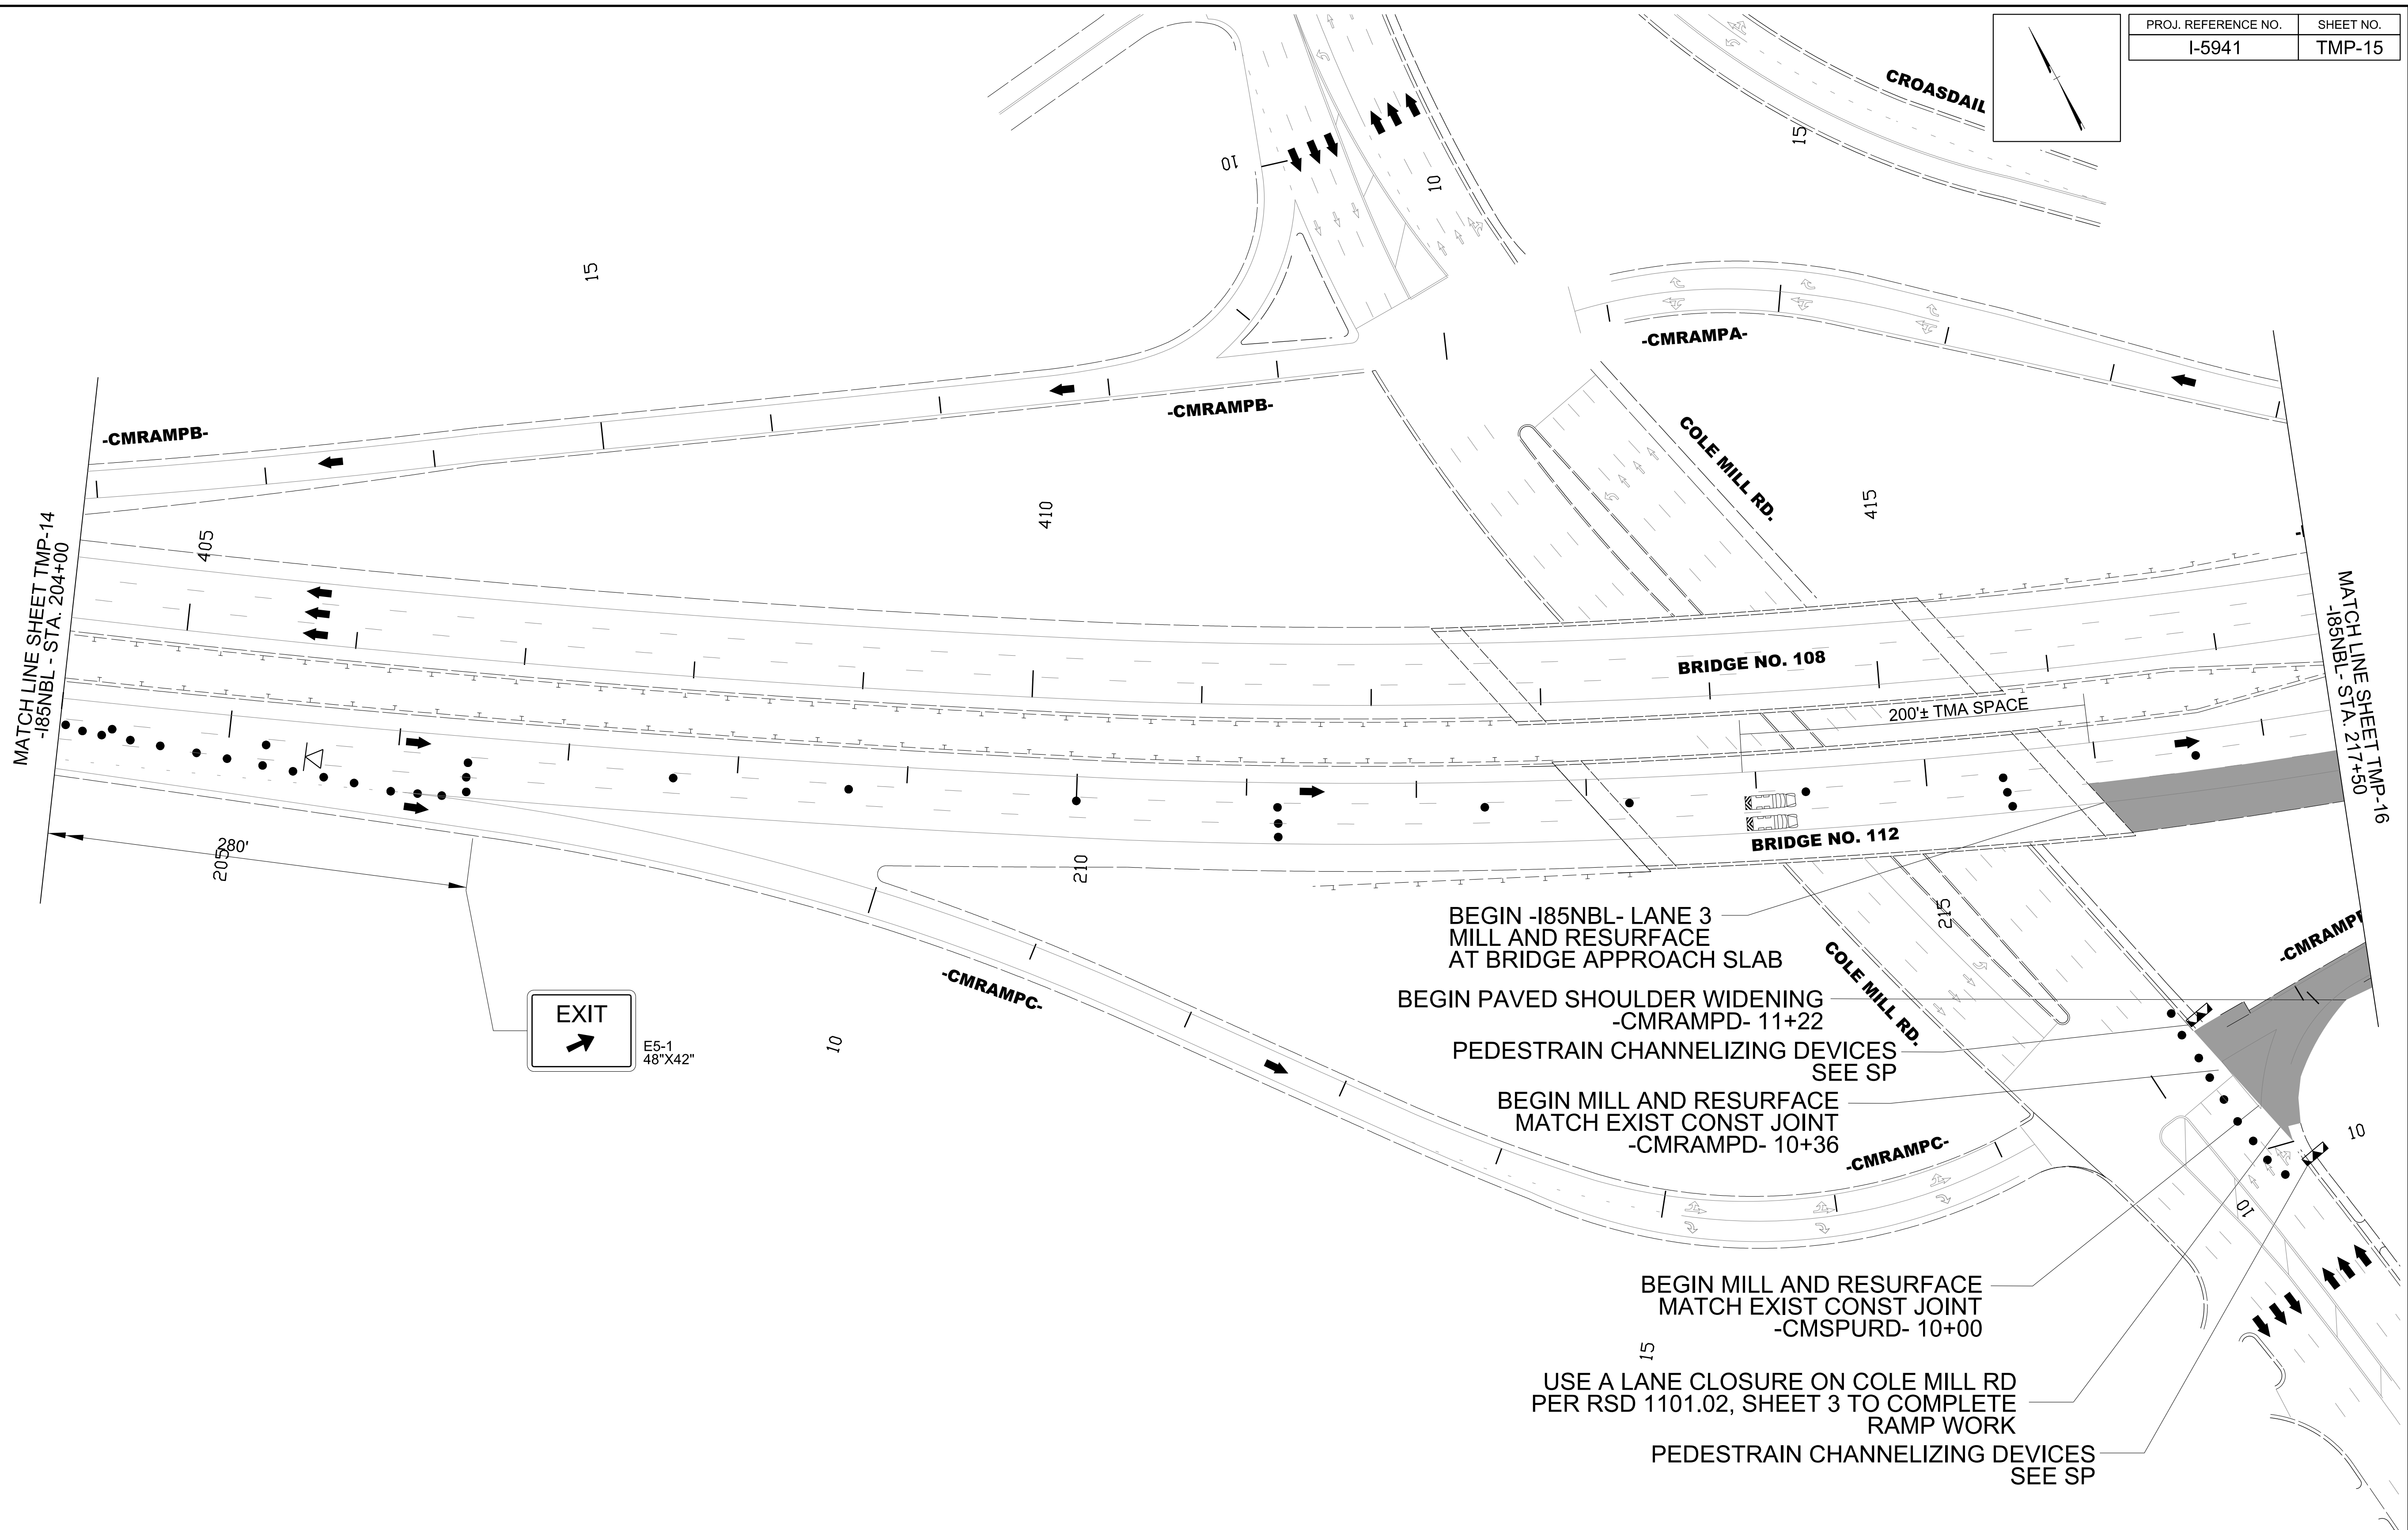 PROJ. REFERENCE NO.
SHEET NO.
I-5941
TMP-15
CROASDAIL
15
10
10
15
-CMRAMPA-
-CMRAMPB-
-CMRAMPB-
COLE MILL RD.
MATCH LINE SHEET TMP-14
-I85NBL - STA. 204+00
405
410
415
BRIDGE NO. 108
200'± TMA SPACE
MATCH LINE SHEET TMP-16
-I85NBL- STA. 217+50
280'
205
210
BRIDGE NO. 112
215
BEGIN -I85NBL- LANE 3
MILL AND RESURFACE
AT BRIDGE APPROACH SLAB
BEGIN PAVED SHOULDER WIDENING
-CMRAMPD- 11+22
PEDESTRAIN CHANNELIZING DEVICES
SEE SP
BEGIN MILL AND RESURFACE
MATCH EXIST CONST JOINT
-CMRAMPD- 10+36
COLE MILL RD.
-CMRAMPC-
-CMRAMPC-
EXIT
E5-1
48"X42"
10
10
10
BEGIN MILL AND RESURFACE
MATCH EXIST CONST JOINT
-CMSPURD- 10+00
15
USE A LANE CLOSURE ON COLE MILL RD
PER RSD 1101.02, SHEET 3 TO COMPLETE
RAMP WORK
PEDESTRAIN CHANNELIZING DEVICES
SEE SP